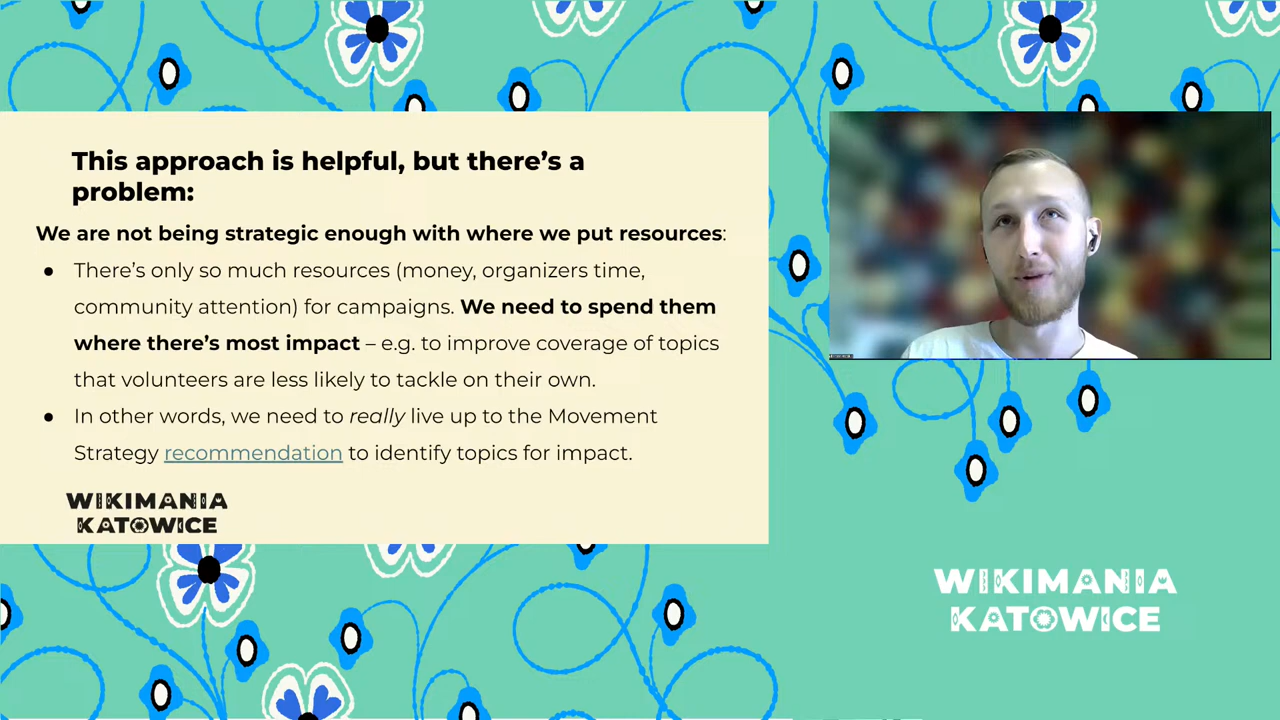 This approach is helpful, but there's a
problem:
We are not being strategic enough with where we put resources:
● There's only so much resources (money, organizers time,
community attention) for campaigns. We need to spend them
where there's most impact – e.g. to improve coverage of topics
that volunteers are less likely to tackle on their own.
● In other words, we need to really live up to the Movement
Strategy recommendation to identify topics for impact.
WIKIMANIA
KATOWICE
WIKIMANIA
KATOWICE